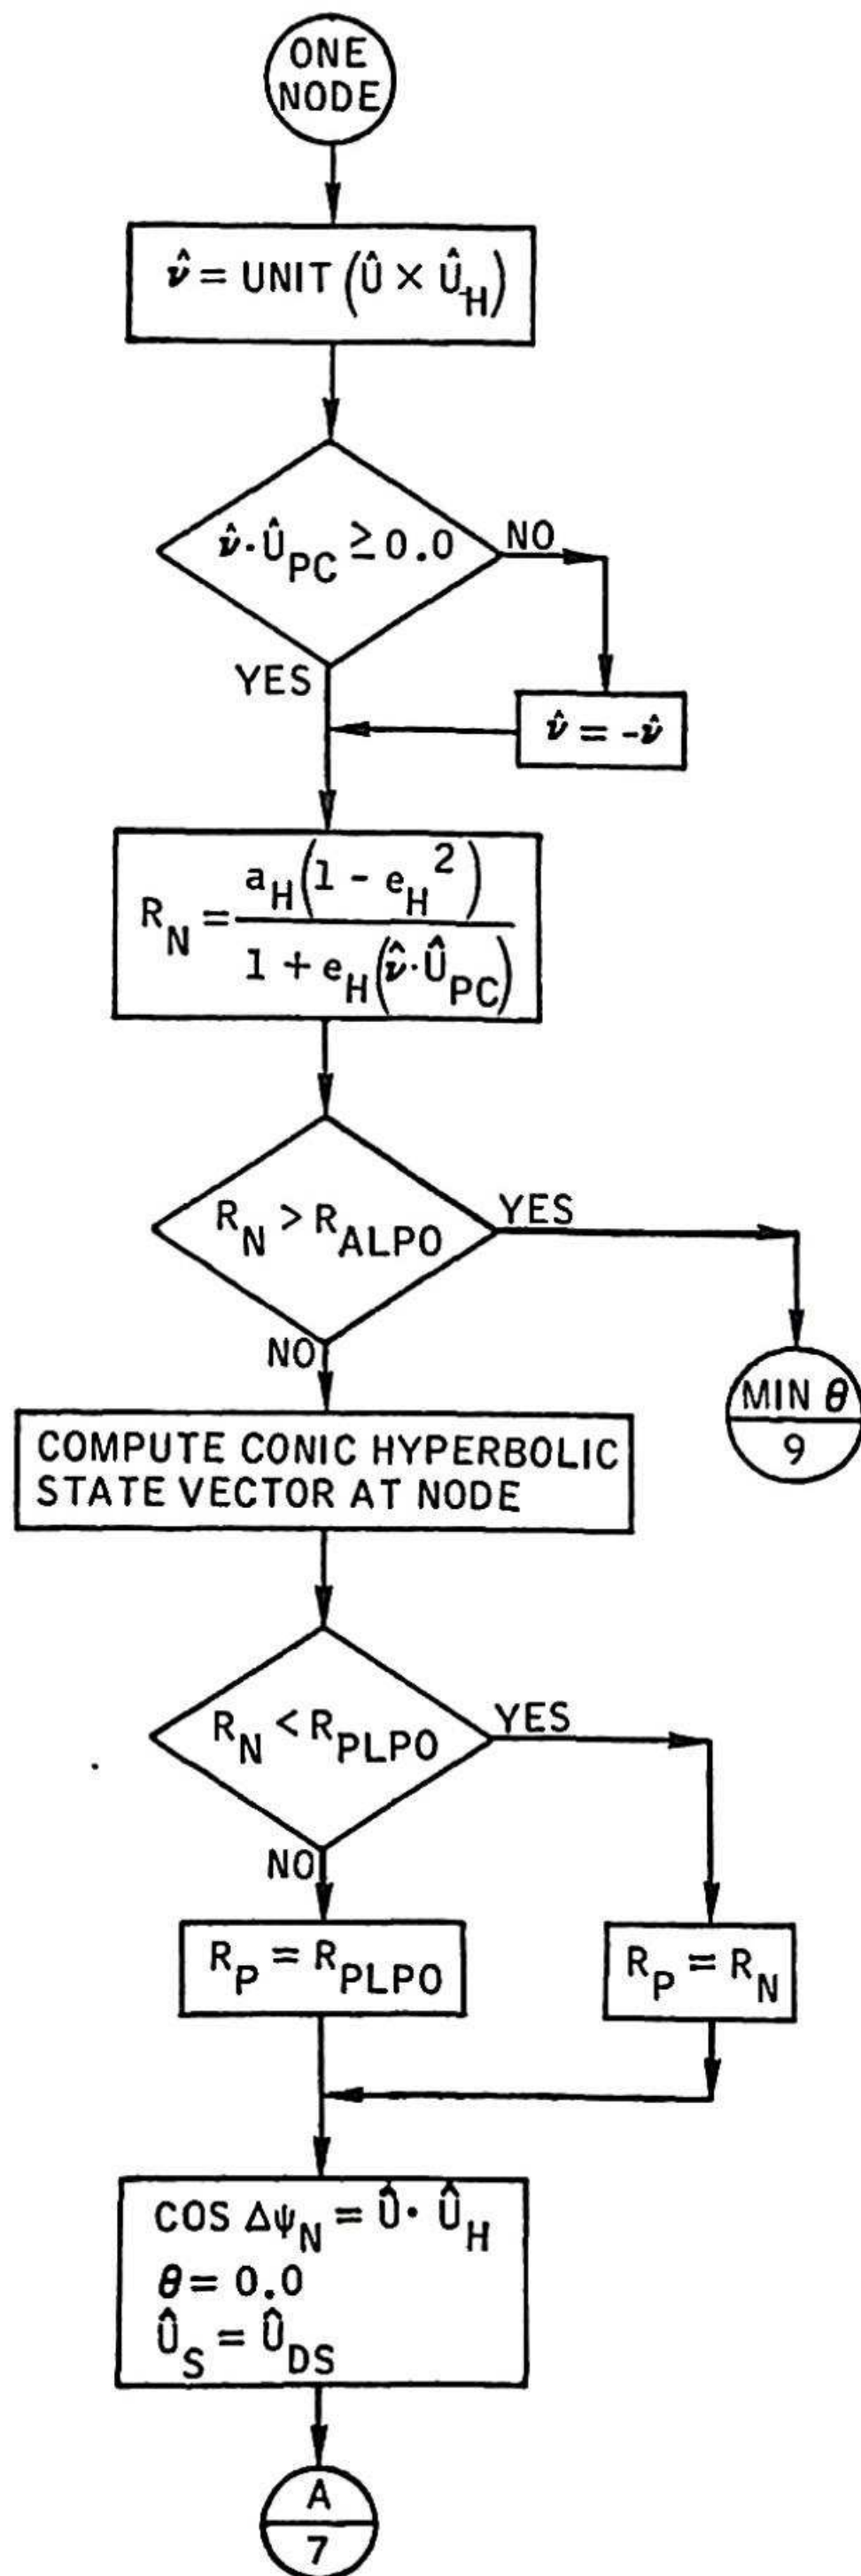 ONE
NODE
ν̂ = UNIT (Û × Û_H)
ν̂·Û_PC ≥ 0.0
NO
YES
ν̂ = -ν̂
R_N = a_H(1 - e_H²) / 1 + e_H(ν̂·Û_PC)
R_N > R_ALPO
YES
NO
MIN θ
9
COMPUTE CONIC HYPERBOLIC
STATE VECTOR AT NODE
R_N < R_PLPO
YES
NO
R_P = R_PLPO
R_P = R_N
COS Δψ_N = Û· Û_H
θ = 0.0
Û_S = Û_DS
A
7